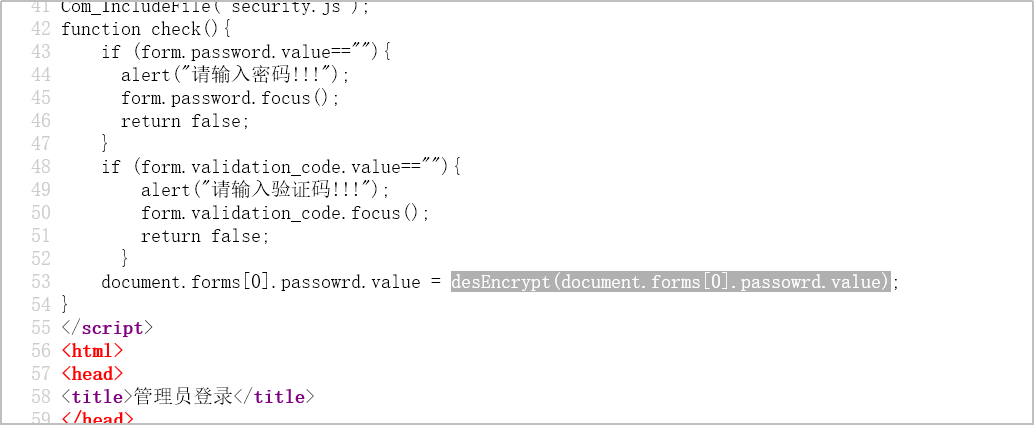 41 Com_IncludeFile( security.js );
42 function check(){
43 if (form.password.value==""){
44 alert("请输入密码!!!");
45 form.password.focus();
46 return false;
47 }
48 if (form.validation_code.value==""){
49 alert("请输入验证码!!!");
50 form.validation_code.focus();
51 return false;
52 }
53 document.forms[0].passowrd.value = desEncrypt(document.forms[0].passowrd.value);
54 }
55 </script>
56 <html>
57 <head>
58 <title>管理员登录</title>
59 </head>